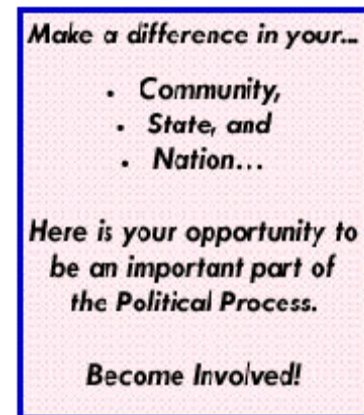 Make a difference in your...
• Community,
• State, and
• Nation...
Here is your opportunity to
be an important part of
the Political Process.
Become Involved!